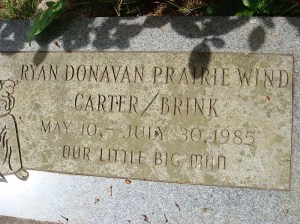 RYAN DONAVAN PRAIRIE WIND
CARTER/BRINK
MAY 10 - JULY 30, 1985
OUR LITTLE BIG MAN